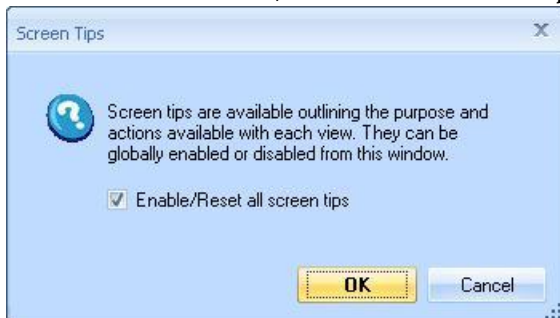 Screen Tips
Screen tips are available outlining the purpose and
actions available with each view. They can be
globally enabled or disabled from this window.
Enable/Reset all screen tips
OK Cancel